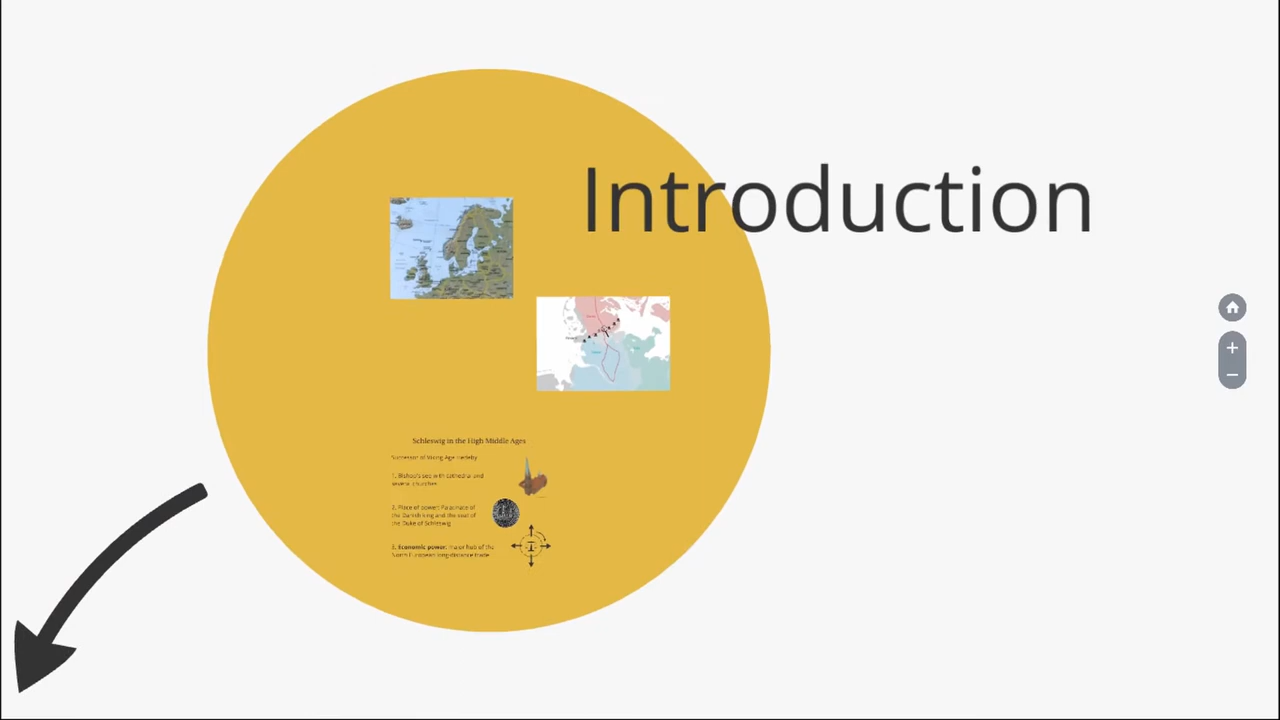 Introduction
Schleswig in the High Middle Ages
Successor of Viking Age Hedeby
1. Bishop's see with cathedral and
several churches
2. Place of power: Palatinate of
the Danish king and the seat of
the Duke of Schleswig
3. Economic power: major hub of the
North European long distance trade